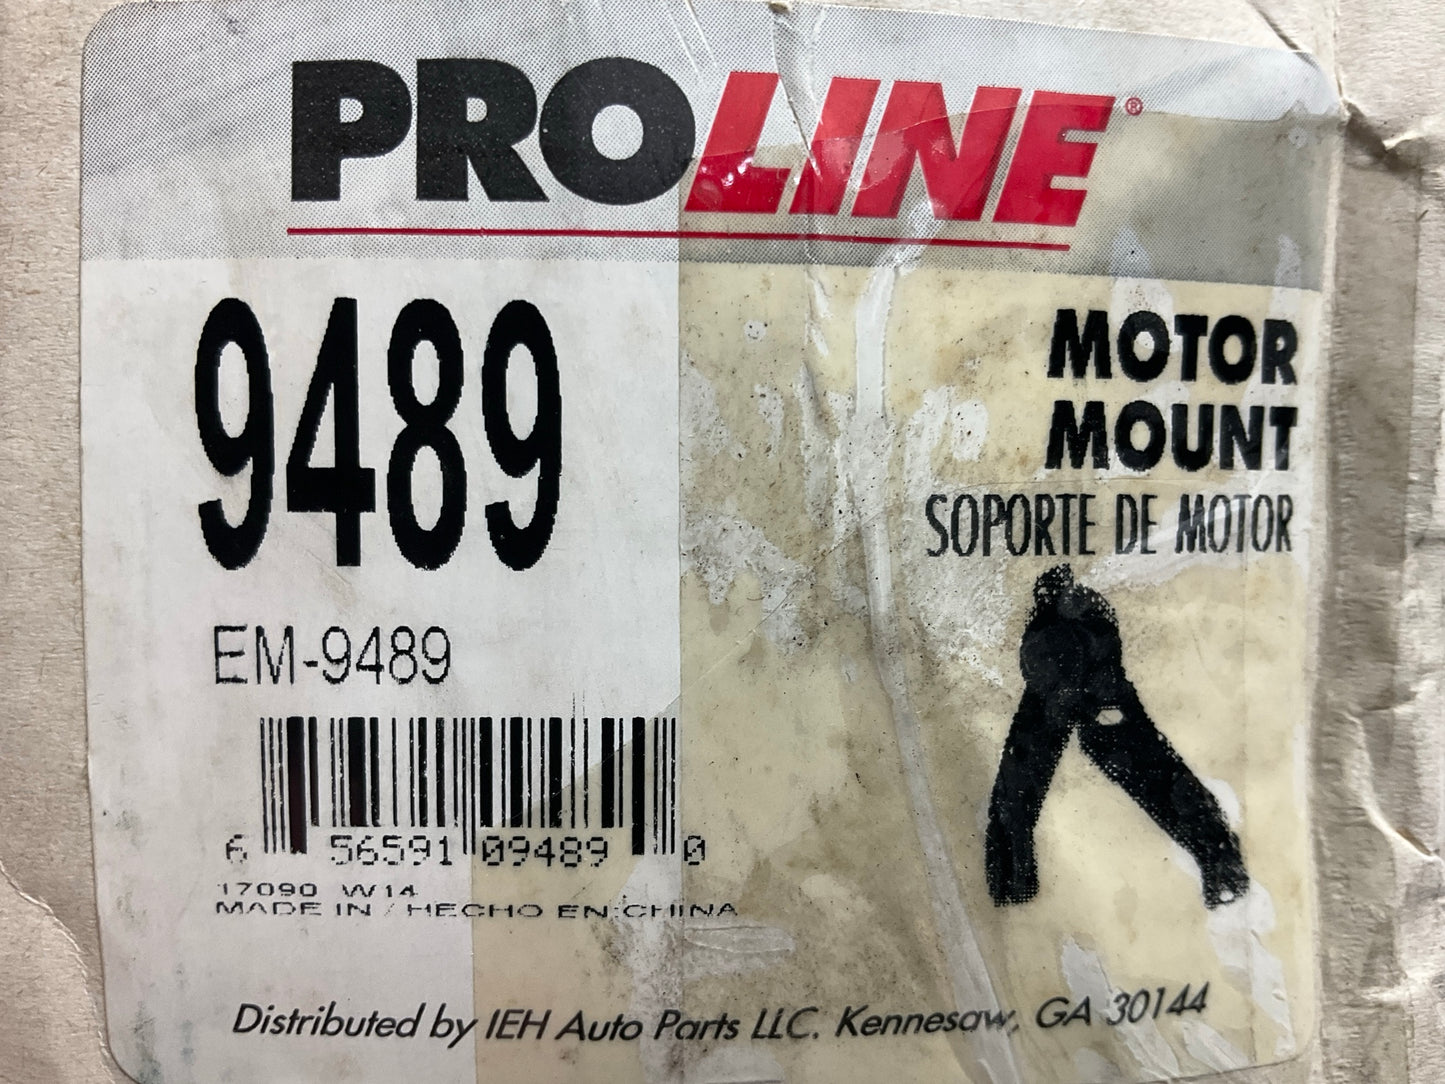 PROLINE®
9489
MOTOR
MOUNT
SOPORTE DE MOTOR
EM-9489
6 56591 09489 0
17090 W14
MADE IN / HECHO EN CHINA
Distributed by IEH Auto Parts LLC. Kennesaw, GA 30144